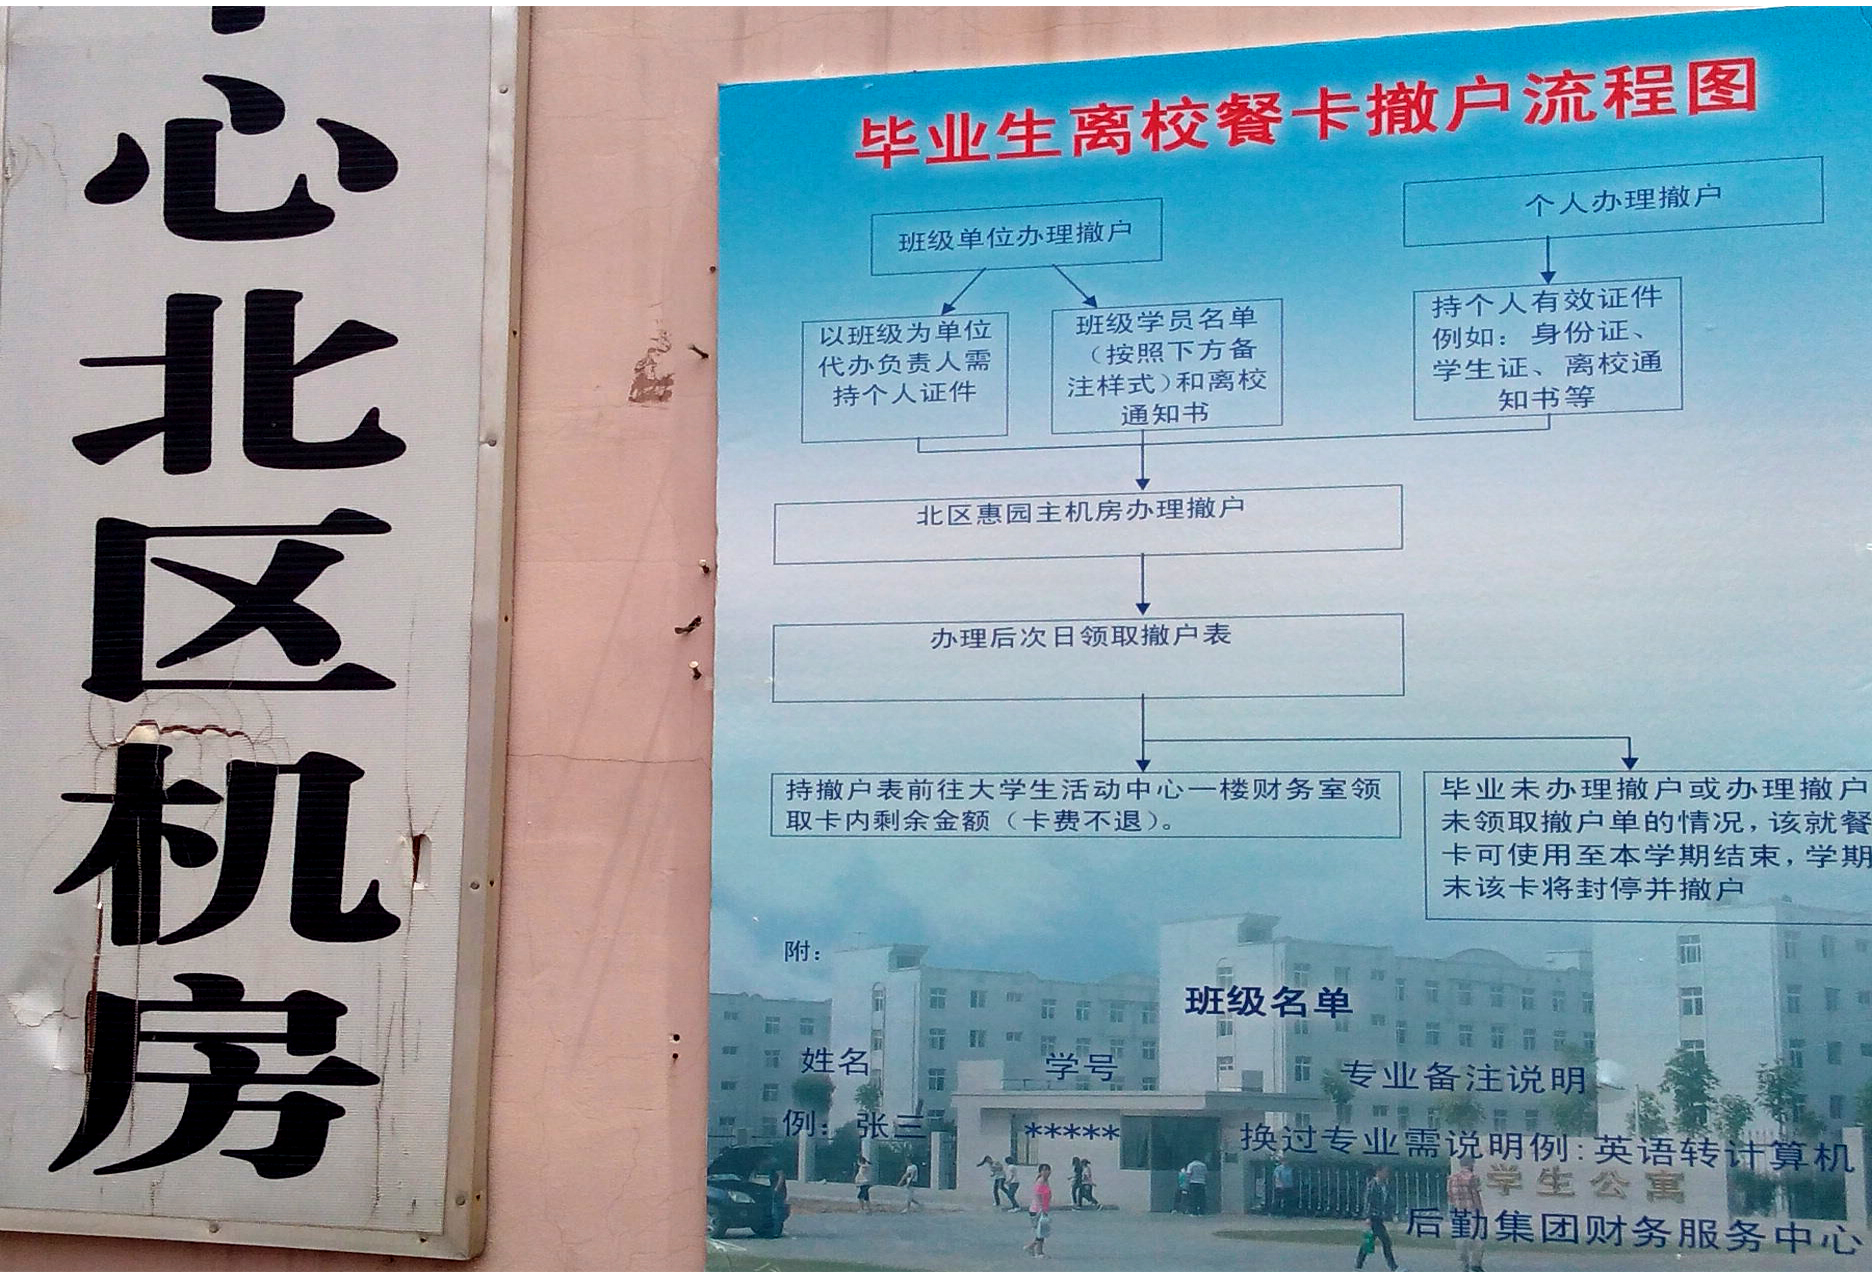 心北区机房
毕业生离校餐卡撤户流程图
班级单位办理撤户
个人办理撤户
以班级为单位
代办负责人需
持个人证件
班级学员名单
（按照下方备
注样式）和离校
通知书
持个人有效证件
例如：身份证、
学生证、离校通
知书等
北区惠园主机房办理撤户
办理后次日领取撤户表
持撤户表前往大学生活动中心一楼财务室领
取卡内剩余金额（卡费不退）。
毕业未办理撤户或办理撤户
未领取撤户单的情况，该就餐
卡可使用至本学期结束，学期
末该卡将封停并撤户
附：
班级名单
姓名 学号 专业备注说明
例：张三 ***** 换过专业需说明例：英语转计算机
学生公寓
后勤集团财务服务中心